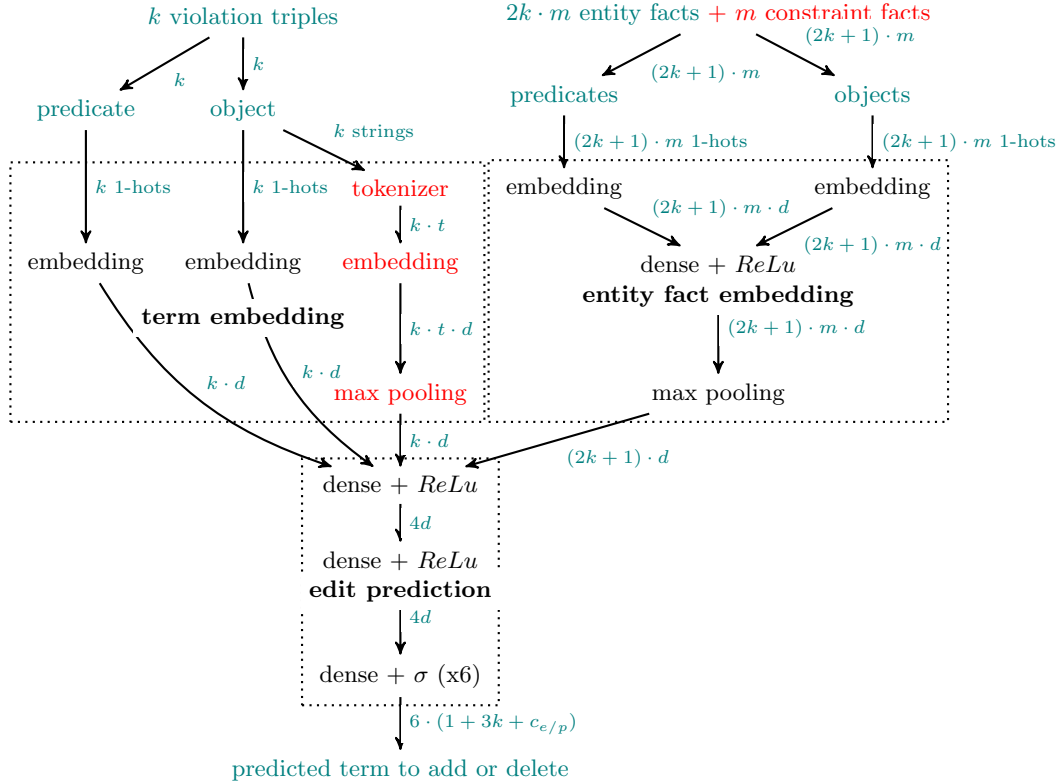 k violation triples
2k · m entity facts + m constraint facts
k
k
(2k + 1) · m
(2k + 1) · m
predicate
object
predicates
objects
k strings
(2k + 1) · m 1-hots
(2k + 1) · m 1-hots
k 1-hots
k 1-hots
tokenizer
embedding
embedding
k · t
(2k + 1) · m · d
(2k + 1) · m · d
embedding
embedding
embedding
dense + ReLu
entity fact embedding
term embedding
k · t · d
(2k + 1) · m · d
k · d
k · d
max pooling
max pooling
k · d
(2k + 1) · d
dense + ReLu
4d
dense + ReLu
edit prediction
4d
dense + σ (x6)
6 · (1 + 3k + c_{e/p})
predicted term to add or delete